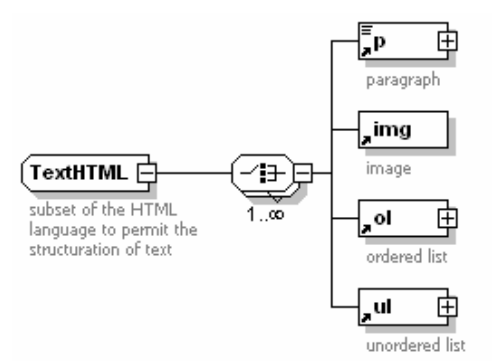 p
paragraph
img
image
TextHTML
1..∞
subset of the HTML
language to permit the
structuration of text
ol
ordered list
ul
unordered list